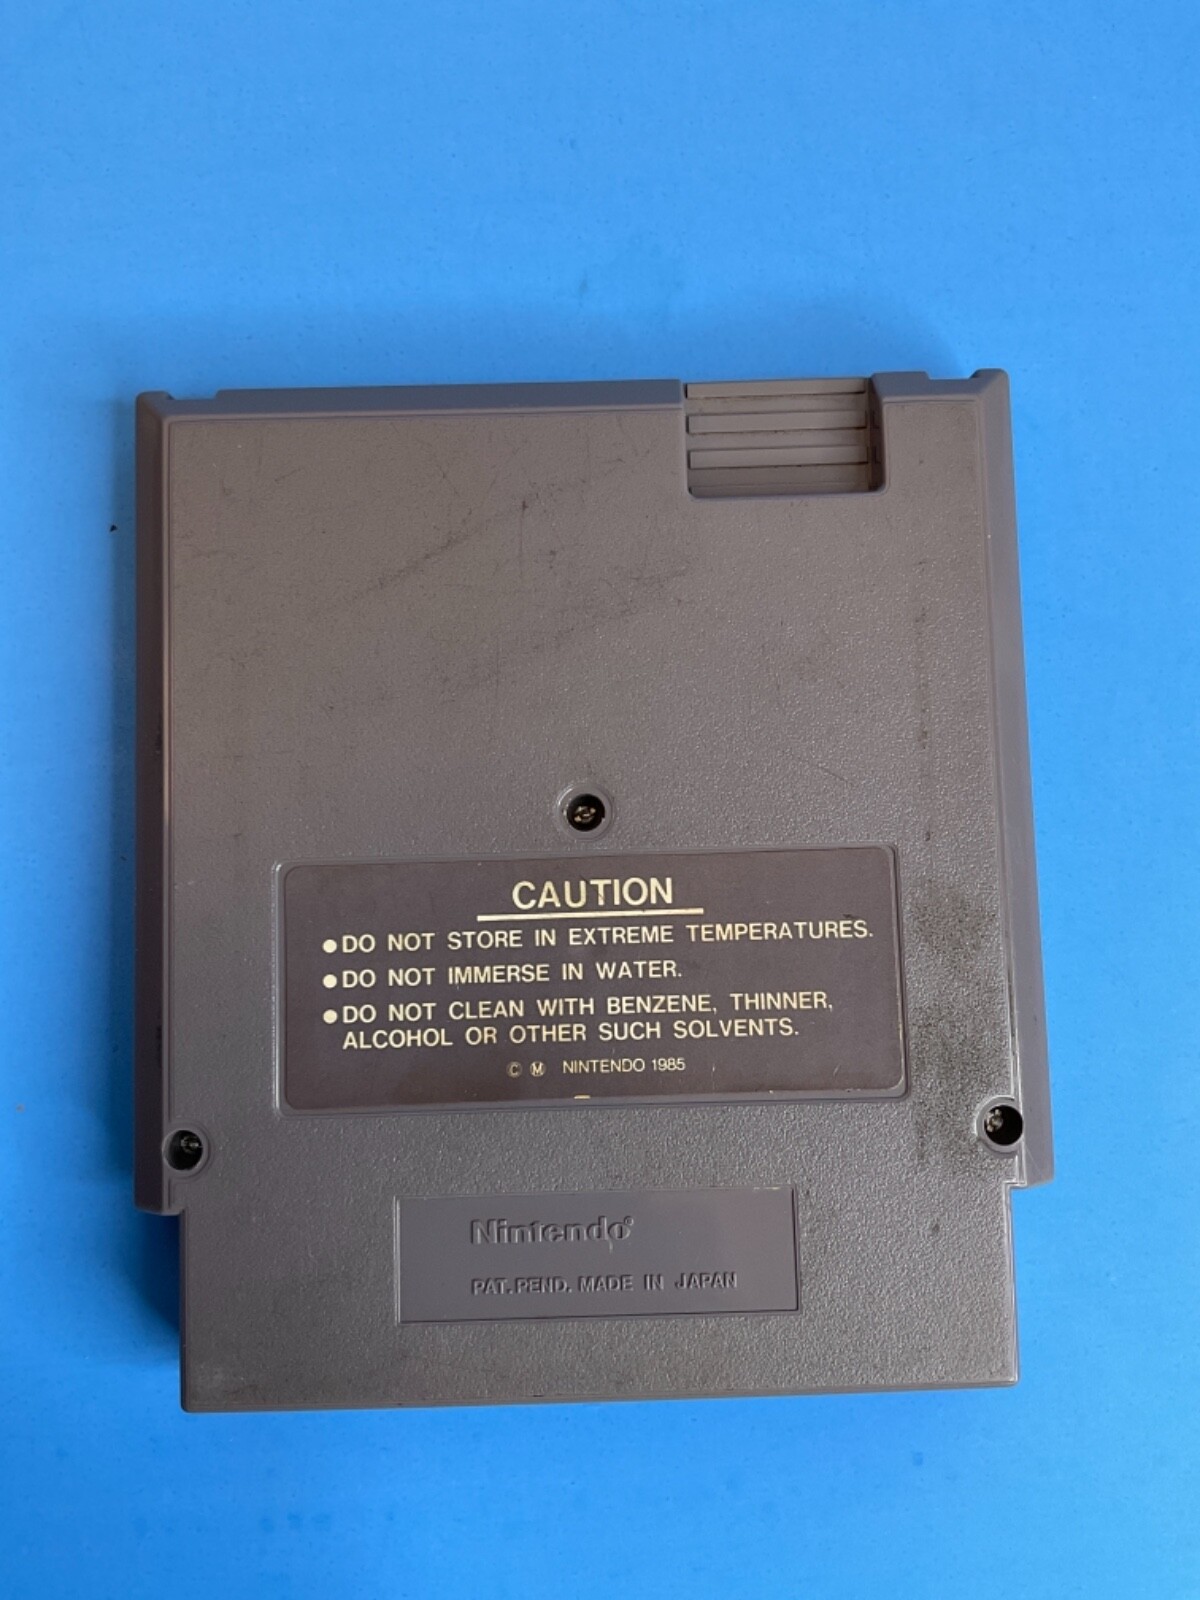 CAUTION
●DO NOT STORE IN EXTREME TEMPERATURES.
●DO NOT IMMERSE IN WATER.
●DO NOT CLEAN WITH BENZENE, THINNER,
ALCOHOL OR OTHER SUCH SOLVENTS.
© Ⓜ NINTENDO 1985
Nintendo®
PAT. PEND. MADE IN JAPAN